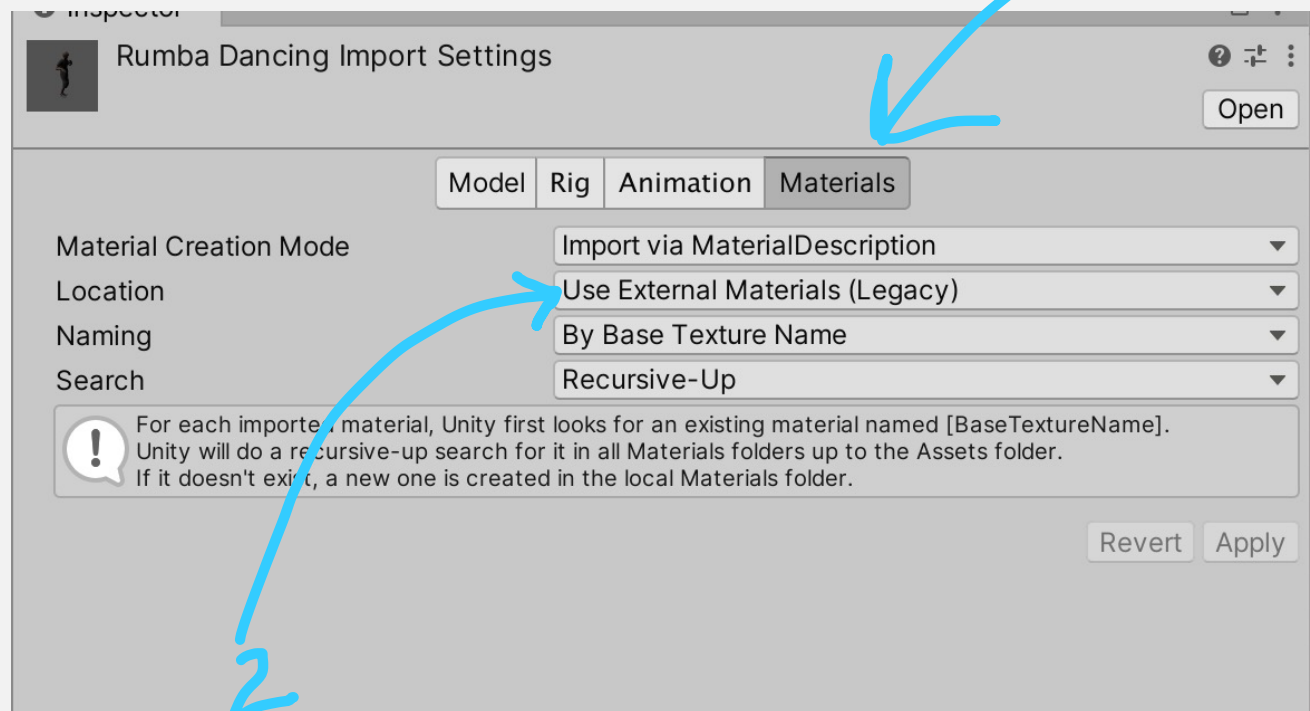 Inspector
Rumba Dancing Import Settings
Open
Model Rig Animation Materials
Material Creation Mode Import via MaterialDescription
Location Use External Materials (Legacy)
Naming By Base Texture Name
Search Recursive-Up
For each imported material, Unity first looks for an existing material named [BaseTextureName].
Unity will do a recursive-up search for it in all Materials folders up to the Assets folder.
If it doesn't exist, a new one is created in the local Materials folder.
Revert Apply
2